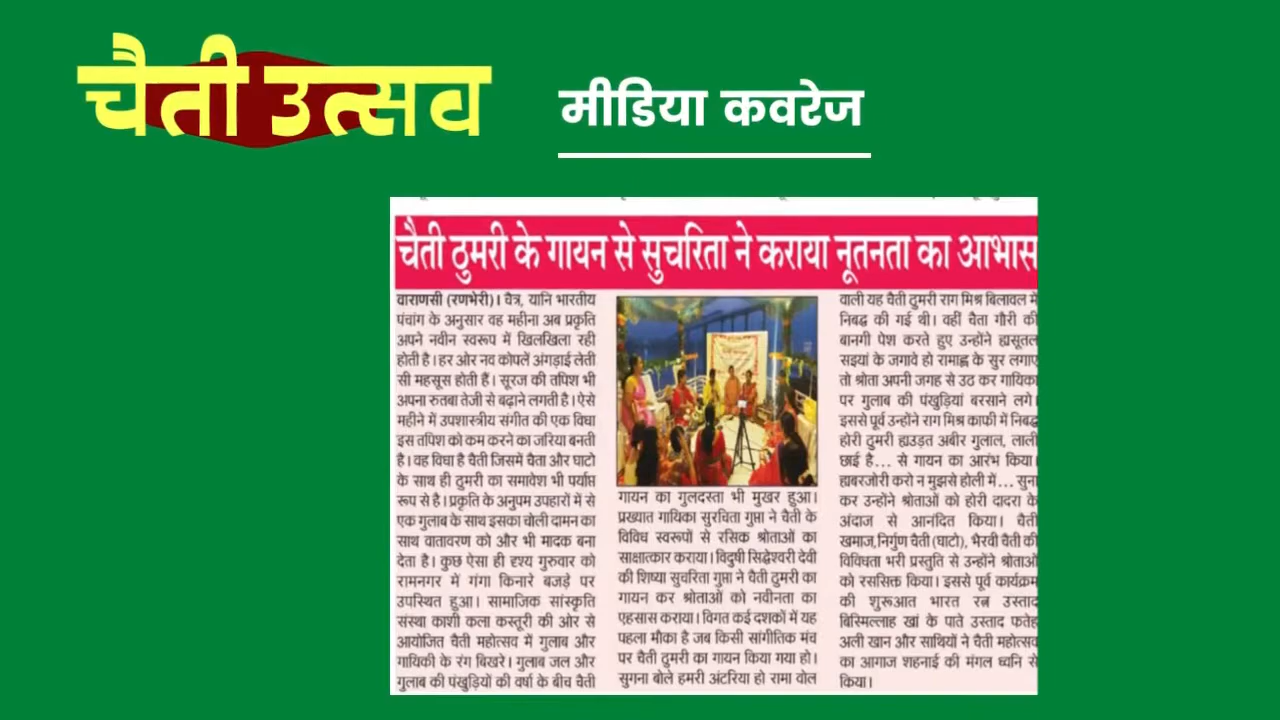 चैती उत्सव
मीडिया कवरेज
चैती ठुमरी के गायन से सुचरिता ने कराया नूतनता का आभास
वाराणसी (रणभेरी)। चैत्र, यानि भारतीय
पंचांग के अनुसार वह महीना अब प्रकृति
अपने नवीन स्वरूप में खिलखिला रही
होती है। हर ओर नव कोपलें अंगड़ाई लेती
सी महसूस होती हैं। सूरज की तपिश भी
अपना रुतबा तेजी से बढ़ाने लगती है। ऐसे
महीने में उपशास्त्रीय संगीत की एक विघा
इस तपिश को कम करने का जरिया बनती
है। वह विघा है चैती जिसमें चैता और घाटो
के साथ ही ठुमरी का समावेश भी पर्याप्त
रूप से है। प्रकृति के अनुपम उपहारों में से
एक गुलाब के साथ इसका चोली दामन का
साथ वातावरण को और भी मादक बना
देता है। कुछ ऐसा ही दृश्य गुरुवार को
रामनगर में गंगा किनारे बजड़े पर
उपस्थित हुआ। सामाजिक सांस्कृति
संस्था काशी कला कस्तूरी की ओर से
आयोजित चैती महोत्सव में गुलाब और
गायिकी के रंग बिखरे। गुलाब जल और
गुलाब की पंखुड़ियों की वर्षा के बीच चैती
गायन का गुलदस्ता भी मुखर हुआ।
प्रख्यात गायिका सुरचिता गुप्ता ने चैती के
विविध स्वरूपों से रसिक श्रोताओं का
साक्षात्कार कराया। विदुषी सिद्धेश्वरी देवी
की शिष्या सुचरिता गुप्ता ने चैती ठुमरी का
गायन कर श्रोताओं को नवीनता का
एहसास कराया। विगत कई दशकों में यह
पहला मौका है जब किसी सांगीतिक मंच
पर चैती ठुमरी का गायन किया गया हो।
सुगना बोले हमरी अंटरिया हो रामा वोल
वाली यह चैती ठुमरी राग मिश्र बिलावल में
निबद्ध की गई थी। वहीं चैता गौरी की
बानगी पेश करते हुए उन्होंने ह्यसूतल
सइयां के जगावे हो रामाह्ण के सुर लगाए
तो श्रोता अपनी जगह से उठ कर गायिका
पर गुलाब की पंखुड़ियां बरसाने लगे।
इससे पूर्व उन्होंने राग मिश्र काफी में निबद्ध
होरी ठुमरी ह्यउड़त अबीर गुलाल, लाली
छाई है... से गायन का आरंभ किया।
ह्यबरजोरी करो न मुझसे होली में... सुना
कर उन्होंने श्रोताओं को होरी दादरा के
अंदाज से आनंदित किया। चैती
खमाज,निर्गुण चैती (घाटो), भैरवी चैती की
विविधता भरी प्रस्तुति से उन्होंने श्रोताओं
को रससिक्त किया। इससे पूर्व कार्यक्रम
की शुरूआत भारत रत्न उस्ताद
बिस्मिल्लाह खां के पाते उस्ताद फतेह
अली खान और साथियों ने चैती महोत्सव
का आगाज शहनाई की मंगल ध्वनि से
किया।